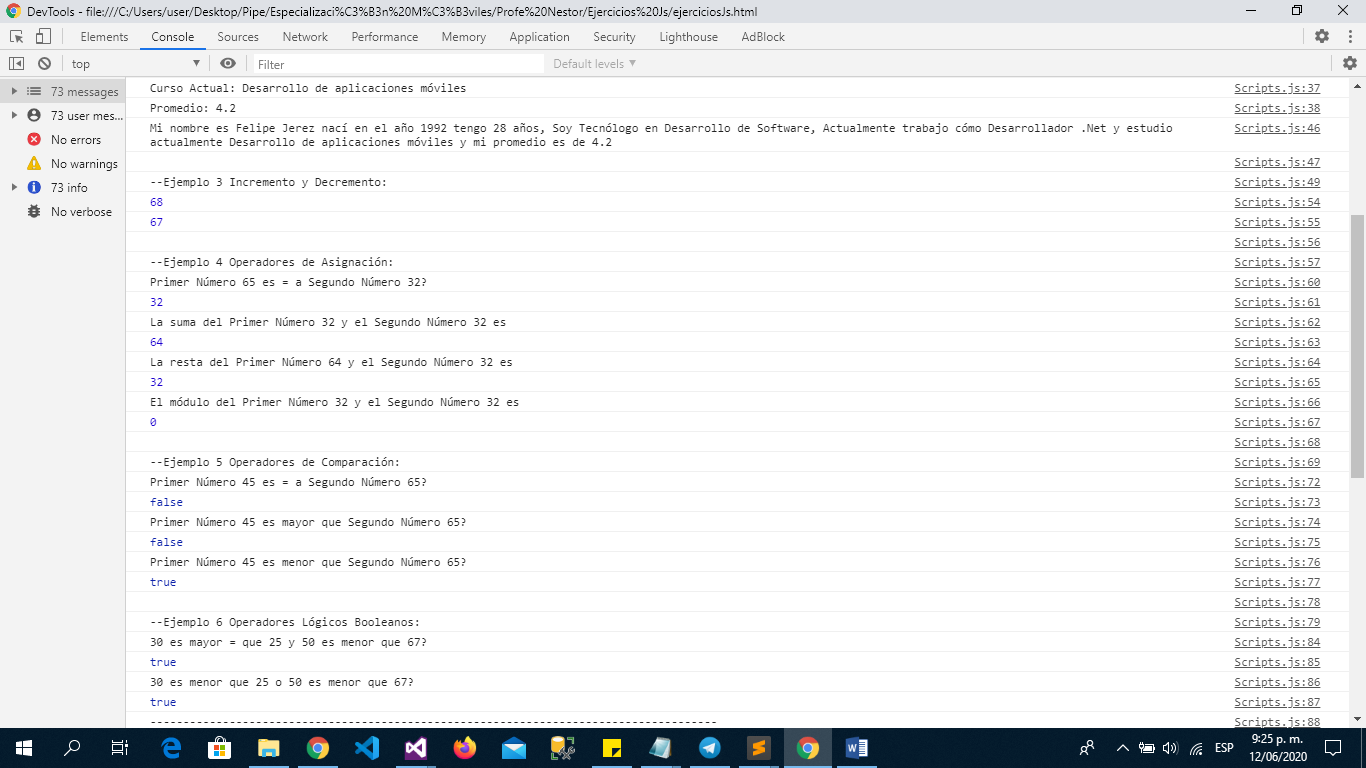 DevTools - file:///C:/Users/user/Desktop/Pipe/Especializaci%C3%B3n%20M%C3%B3viles/Profe%20Nestor/Ejercicios%20Js/ejerciciosJs.html
Elements Console Sources Network Performance Memory Application Security Lighthouse AdBlock
top Filter Default levels
73 messages
73 user mes...
No errors
No warnings
73 info
No verbose
Curso Actual: Desarrollo de aplicaciones móviles Scripts.js:37
Promedio: 4.2 Scripts.js:38
Mi nombre es Felipe Jerez nací en el año 1992 tengo 28 años, Soy Tecnólogo en Desarrollo de Software, Actualmente trabajo cómo Desarrollador .Net y estudio Scripts.js:46
actualmente Desarrollo de aplicaciones móviles y mi promedio es de 4.2
Scripts.js:47
--Ejemplo 3 Incremento y Decremento: Scripts.js:49
68 Scripts.js:54
67 Scripts.js:55
Scripts.js:56
--Ejemplo 4 Operadores de Asignación: Scripts.js:57
Primer Número 65 es = a Segundo Número 32? Scripts.js:60
32 Scripts.js:61
La suma del Primer Número 32 y el Segundo Número 32 es Scripts.js:62
64 Scripts.js:63
La resta del Primer Número 64 y el Segundo Número 32 es Scripts.js:64
32 Scripts.js:65
El módulo del Primer Número 32 y el Segundo Número 32 es Scripts.js:66
0 Scripts.js:67
Scripts.js:68
--Ejemplo 5 Operadores de Comparación: Scripts.js:69
Primer Número 45 es = a Segundo Número 65? Scripts.js:72
false Scripts.js:73
Primer Número 45 es mayor que Segundo Número 65? Scripts.js:74
false Scripts.js:75
Primer Número 45 es menor que Segundo Número 65? Scripts.js:76
true Scripts.js:77
Scripts.js:78
--Ejemplo 6 Operadores Lógicos Booleanos: Scripts.js:79
30 es mayor = que 25 y 50 es menor que 67? Scripts.js:84
true Scripts.js:85
30 es menor que 25 o 50 es menor que 67? Scripts.js:86
true Scripts.js:87
-------------------------------------------------------------------------------------- Scripts.js:88
ESP
9:25 p. m.
12/06/2020